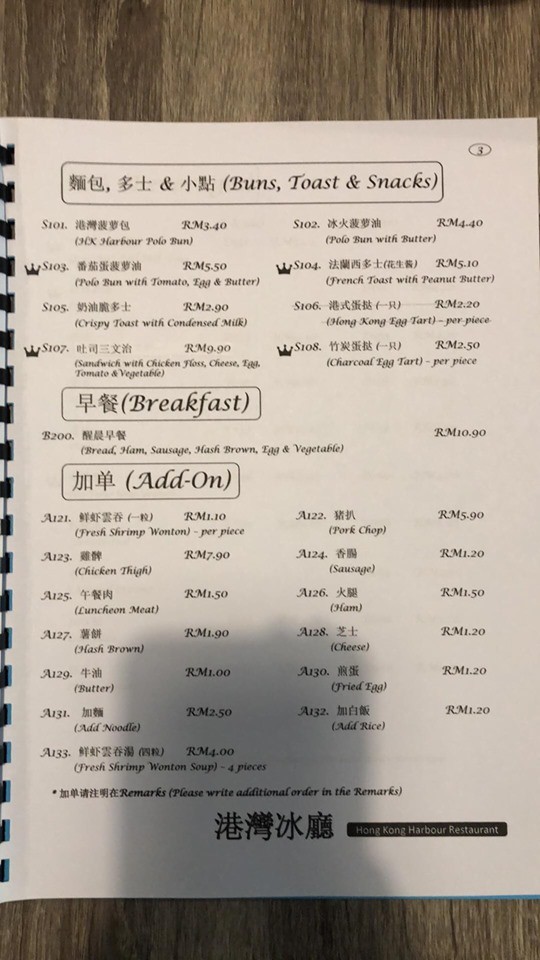 3
麵包, 多士 & 小點 (Buns, Toast & Snacks)
S101. 港灣菠萝包 RM3.40
(HK Harbour Polo Bun)
S102. 冰火菠萝油 RM4.40
(Polo Bun with Butter)
S103. 番茄蛋菠萝油 RM5.50
(Polo Bun with Tomato, Egg & Butter)
S104. 法蘭西多士(花生醬) RM5.10
(French Toast with Peanut Butter)
S105. 奶油脆多士 RM2.90
(Crispy Toast with Condensed Milk)
S106. 港式蛋挞 (一只) RM2.20
(Hong Kong Egg Tart) - per piece
S107. 吐司三文治 RM9.90
(Sandwich with Chicken Floss, Cheese, Egg,
Tomato & Vegetable)
S108. 竹炭蛋挞 (一只) RM2.50
(Charcoal Egg Tart) - per piece
早餐(Breakfast)
B200. 醒晨早餐 RM10.90
(Bread, Ham, Sausage, Hash Brown, Egg & Vegetable)
加单 (Add-On)
A121. 鲜虾雲吞 (一粒) RM1.10
(Fresh Shrimp Wonton) - per piece
A122. 猪扒 RM5.90
(Pork Chop)
A123. 雞髀 RM7.90
(Chicken Thigh)
A124. 香腸 RM1.20
(Sausage)
A125. 午餐肉 RM1.50
(Luncheon Meat)
A126. 火腿 RM1.50
(Ham)
A127. 薯餅 RM1.90
(Hash Brown)
A128. 芝士 RM1.20
(Cheese)
A129. 牛油 RM1.00
(Butter)
A130. 煎蛋 RM1.20
(Fried Egg)
A131. 加麵 RM2.50
(Add Noodle)
A132. 加白飯 RM1.20
(Add Rice)
A133. 鲜虾雲吞湯 (四粒) RM4.00
(Fresh Shrimp Wonton Soup) - 4 pieces
* 加单请注明在Remarks (Please write additional order in the Remarks)
港灣冰廳 Hong Kong Harbour Restaurant